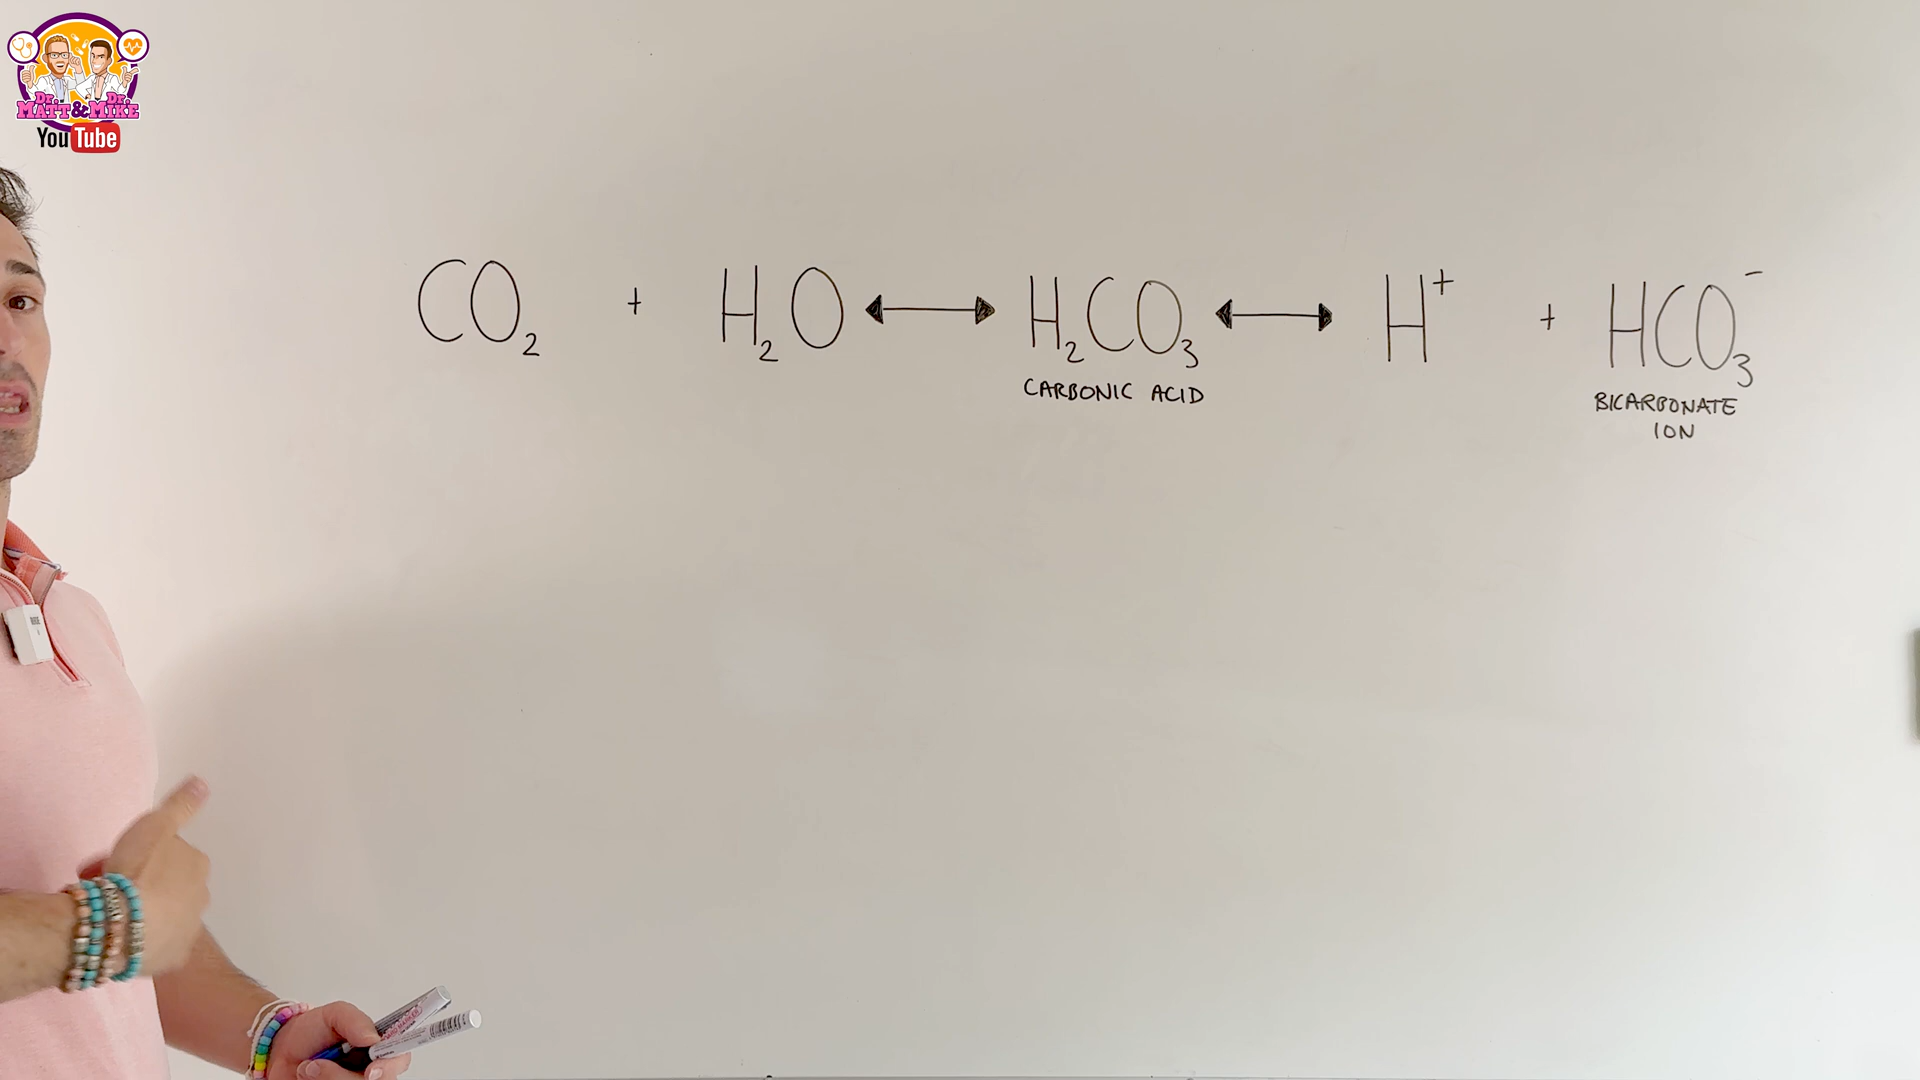 Dr. Dr.
MATT & MIKE
YouTube
CO₂ + H₂O ↔ H₂CO₃ ↔ H⁺ + HCO₃⁻
CARBONIC ACID
BICARBONATE
ION